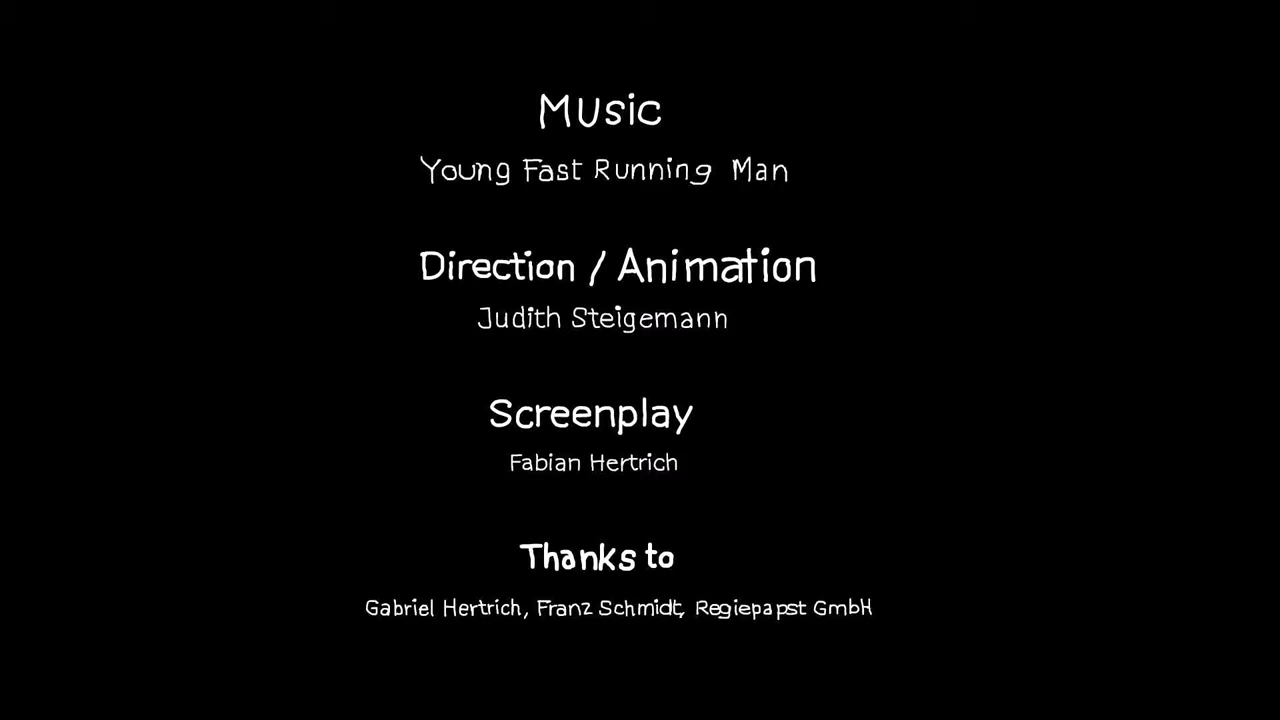 Music
Young Fast Running Man
Direction / Animation
Judith Steigemann
Screenplay
Fabian Hertrich
Thanks to
Gabriel Hertrich, Franz Schmidt, Regiepapst GmbH